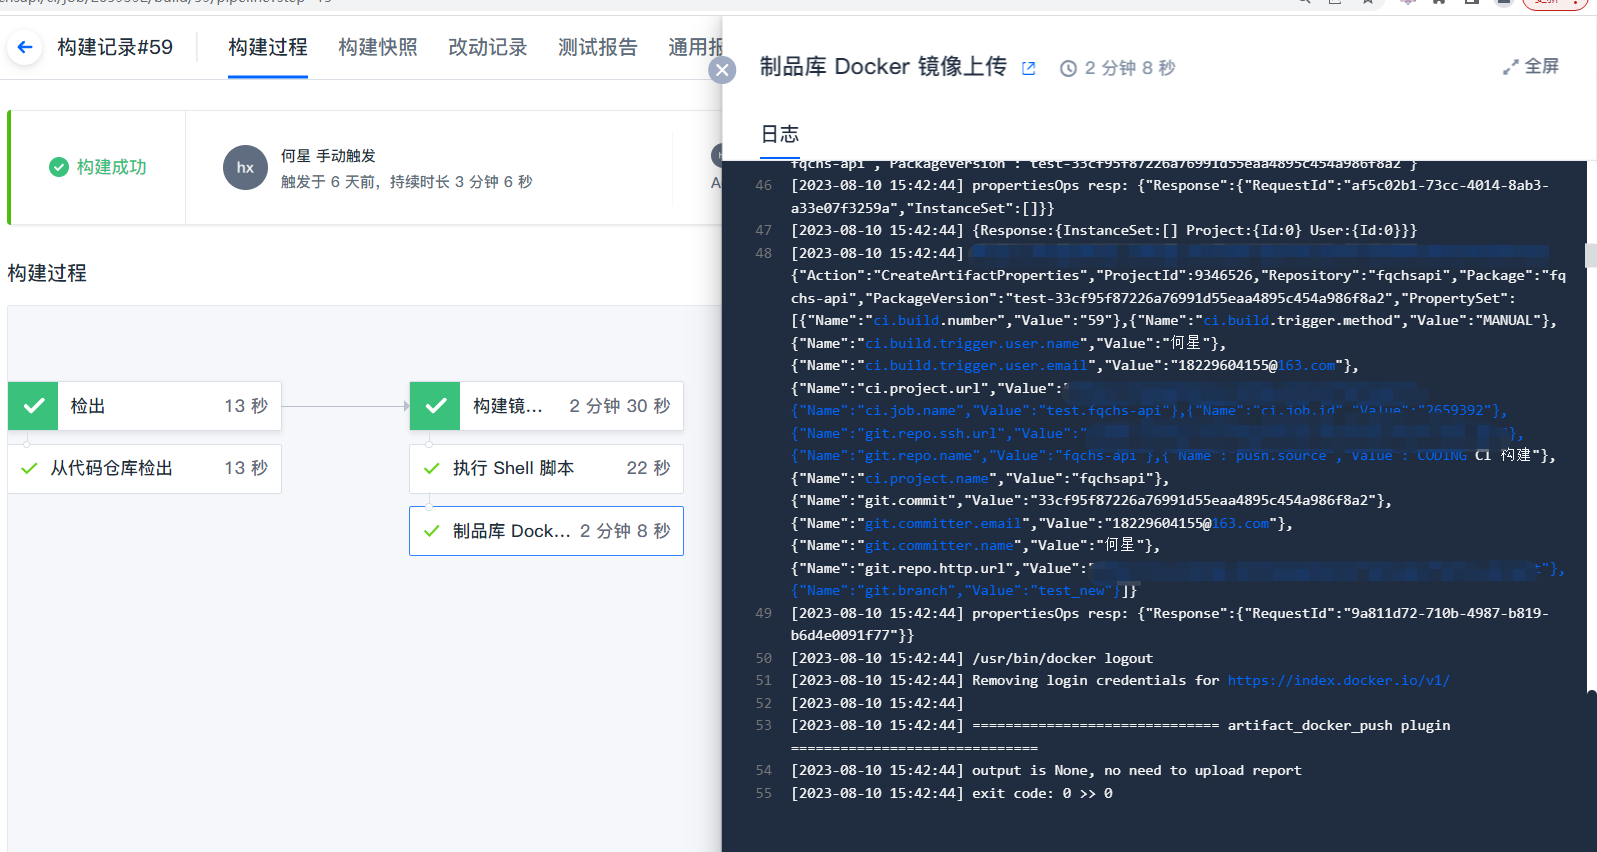 构建记录#59
构建过程 构建快照 改动记录 测试报告 通用报
构建成功
hx
何星 手动触发
触发于 6 天前，持续时长 3 分钟 6 秒
构建过程
检出 13 秒
从代码仓库检出 13 秒
构建镜... 2 分钟 30 秒
执行 Shell 脚本 22 秒
制品库 Dock... 2 分钟 8 秒
制品库 Docker 镜像上传 2 分钟 8 秒
全屏
日志
fqchs-api","PackageVersion":"test-33cf95f87226a76991d55eaa4895c454a986f8a2"}
46 [2023-08-10 15:42:44] propertiesOps resp: {"Response":{"RequestId":"af5c02b1-73cc-4014-8ab3-
a33e07f3259a","InstanceSet":[]}}
47 [2023-08-10 15:42:44] {Response:{InstanceSet:[] Project:{Id:0} User:{Id:0}}}
48 [2023-08-10 15:42:44]
{"Action":"CreateArtifactProperties","ProjectId":9346526,"Repository":"fqchsapi","Package":"fq
chs-api","PackageVersion":"test-33cf95f87226a76991d55eaa4895c454a986f8a2","PropertySet":
[{"Name":"ci.build.number","Value":"59"},{"Name":"ci.build.trigger.method","Value":"MANUAL"},
{"Name":"ci.build.trigger.user.name","Value":"何星"},
{"Name":"ci.build.trigger.user.email","Value":"18229604155@163.com"},
{"Name":"ci.project.url","Value":"
{"Name":"ci.job.name","Value":"test.fqchs-api"},{"Name":"ci.job.id","Value":"2659392"},
{"Name":"git.repo.ssh.url","Value":" "},
{"Name":"git.repo.name","Value":"fqchs-api"},{"Name":"push.source","Value":"CODING CI 构建"},
{"Name":"ci.project.name","Value":"fqchsapi"},
{"Name":"git.commit","Value":"33cf95f87226a76991d55eaa4895c454a986f8a2"},
{"Name":"git.committer.email","Value":"18229604155@163.com"},
{"Name":"git.committer.name","Value":"何星"},
{"Name":"git.repo.http.url","Value":" t"},
{"Name":"git.branch","Value":"test_new"}]}
49 [2023-08-10 15:42:44] propertiesOps resp: {"Response":{"RequestId":"9a811d72-710b-4987-b819-
b6d4e0091f77"}}
50 [2023-08-10 15:42:44] /usr/bin/docker logout
51 [2023-08-10 15:42:44] Removing login credentials for https://index.docker.io/v1/
52 [2023-08-10 15:42:44]
53 [2023-08-10 15:42:44] ============================== artifact_docker_push plugin
==============================
54 [2023-08-10 15:42:44] output is None, no need to upload report
55 [2023-08-10 15:42:44] exit code: 0 >> 0